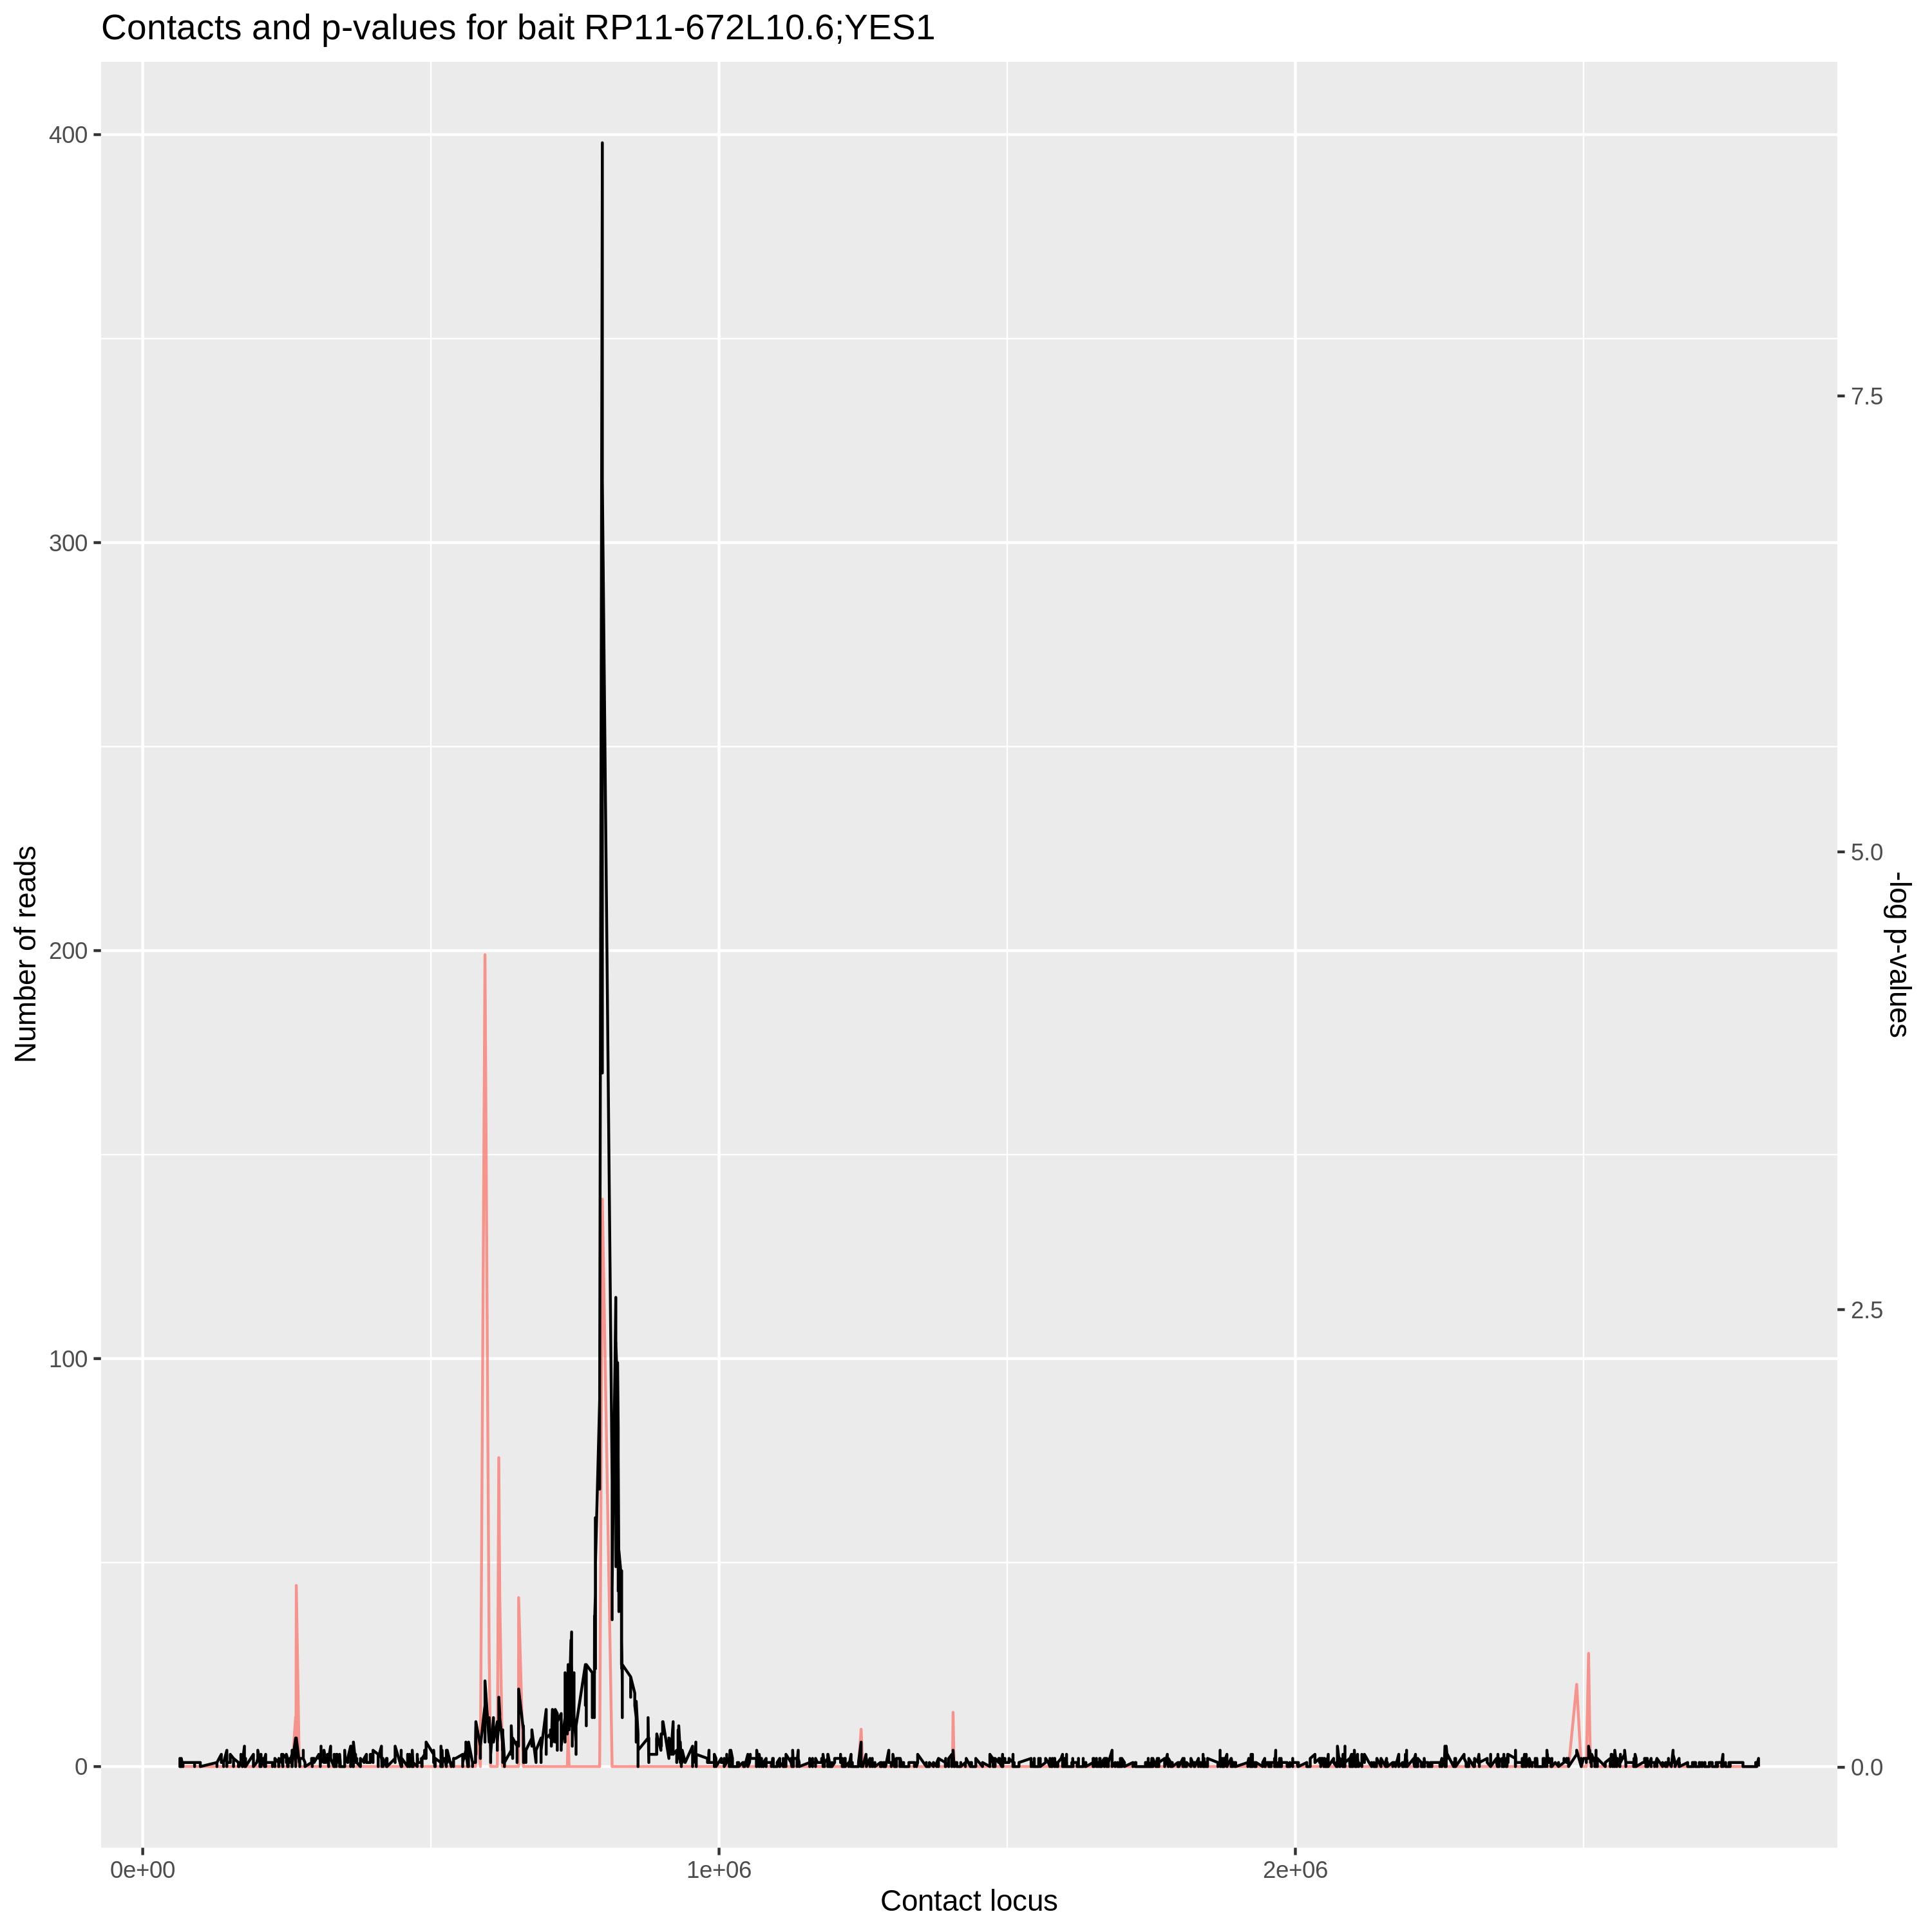 Contacts and p-values for bait RP11-672L10.6;YES1
400
300
200
100
0
Number of reads
7.5
5.0
2.5
0.0
-log p-values
0e+00
1e+06
2e+06
Contact locus